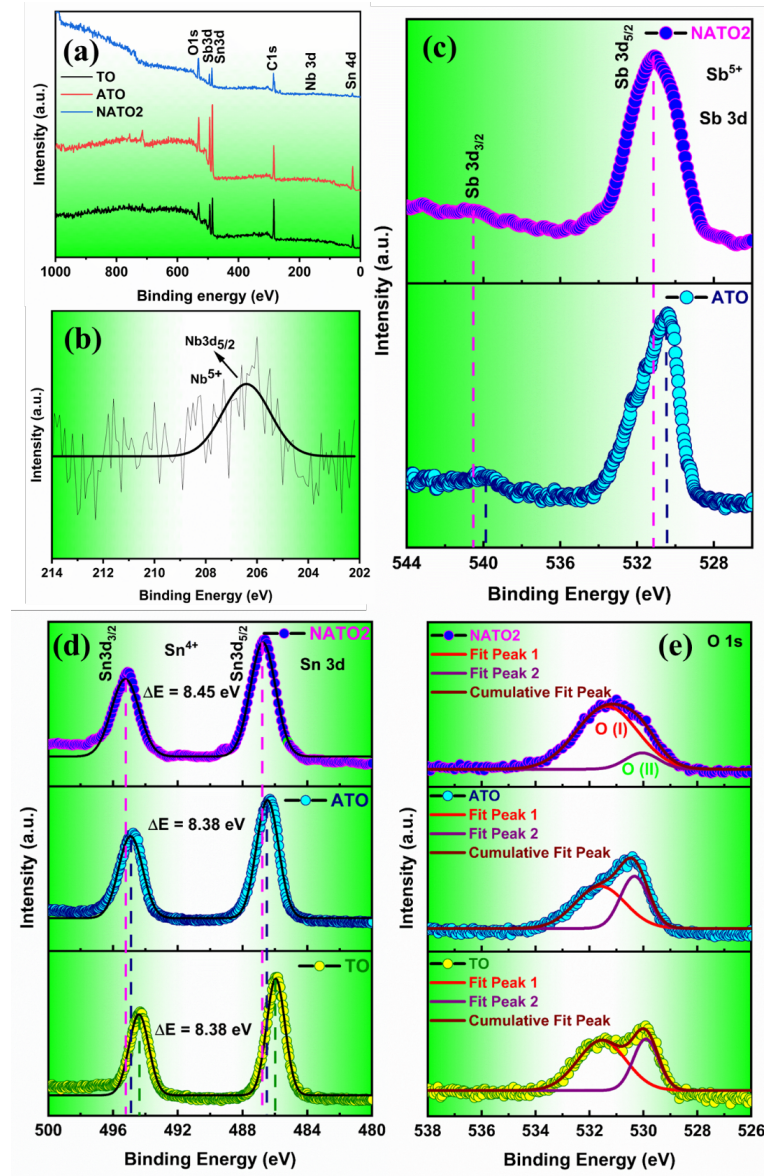 (a)
O1s
Sb3d
Sn3d
C1s
Nb 3d
Sn 4d
TO
ATO
NATO2
Intensity (a.u.)
1000 800 600 400 200 0
Binding energy (eV)
(b)
Nb3d5/2
Nb5+
Intensity (a.u.)
214 212 210 208 206 204 202
Binding Energy (eV)
(c)
NATO2
Sb 3d5/2
Sb5+
Sb 3d
Sb 3d3/2
ATO
Intensity (a.u.)
544 540 536 532 528
Binding Energy (eV)
(d)
Sn3d3/2
Sn4+
Sn3d5/2
NATO2
Sn 3d
ΔE = 8.45 eV
ATO
ΔE = 8.38 eV
TO
ΔE = 8.38 eV
Intensity (a.u.)
500 496 492 488 484 480
Binding Energy (eV)
(e)
O 1s
NATO2
Fit Peak 1
Fit Peak 2
Cumulative Fit Peak
O (I)
O (II)
ATO
Fit Peak 1
Fit Peak 2
Cumulative Fit Peak
TO
Fit Peak 1
Fit Peak 2
Cumulative Fit Peak
Intensity (a.u.)
538 536 534 532 530 528 526
Binding Energy (eV)